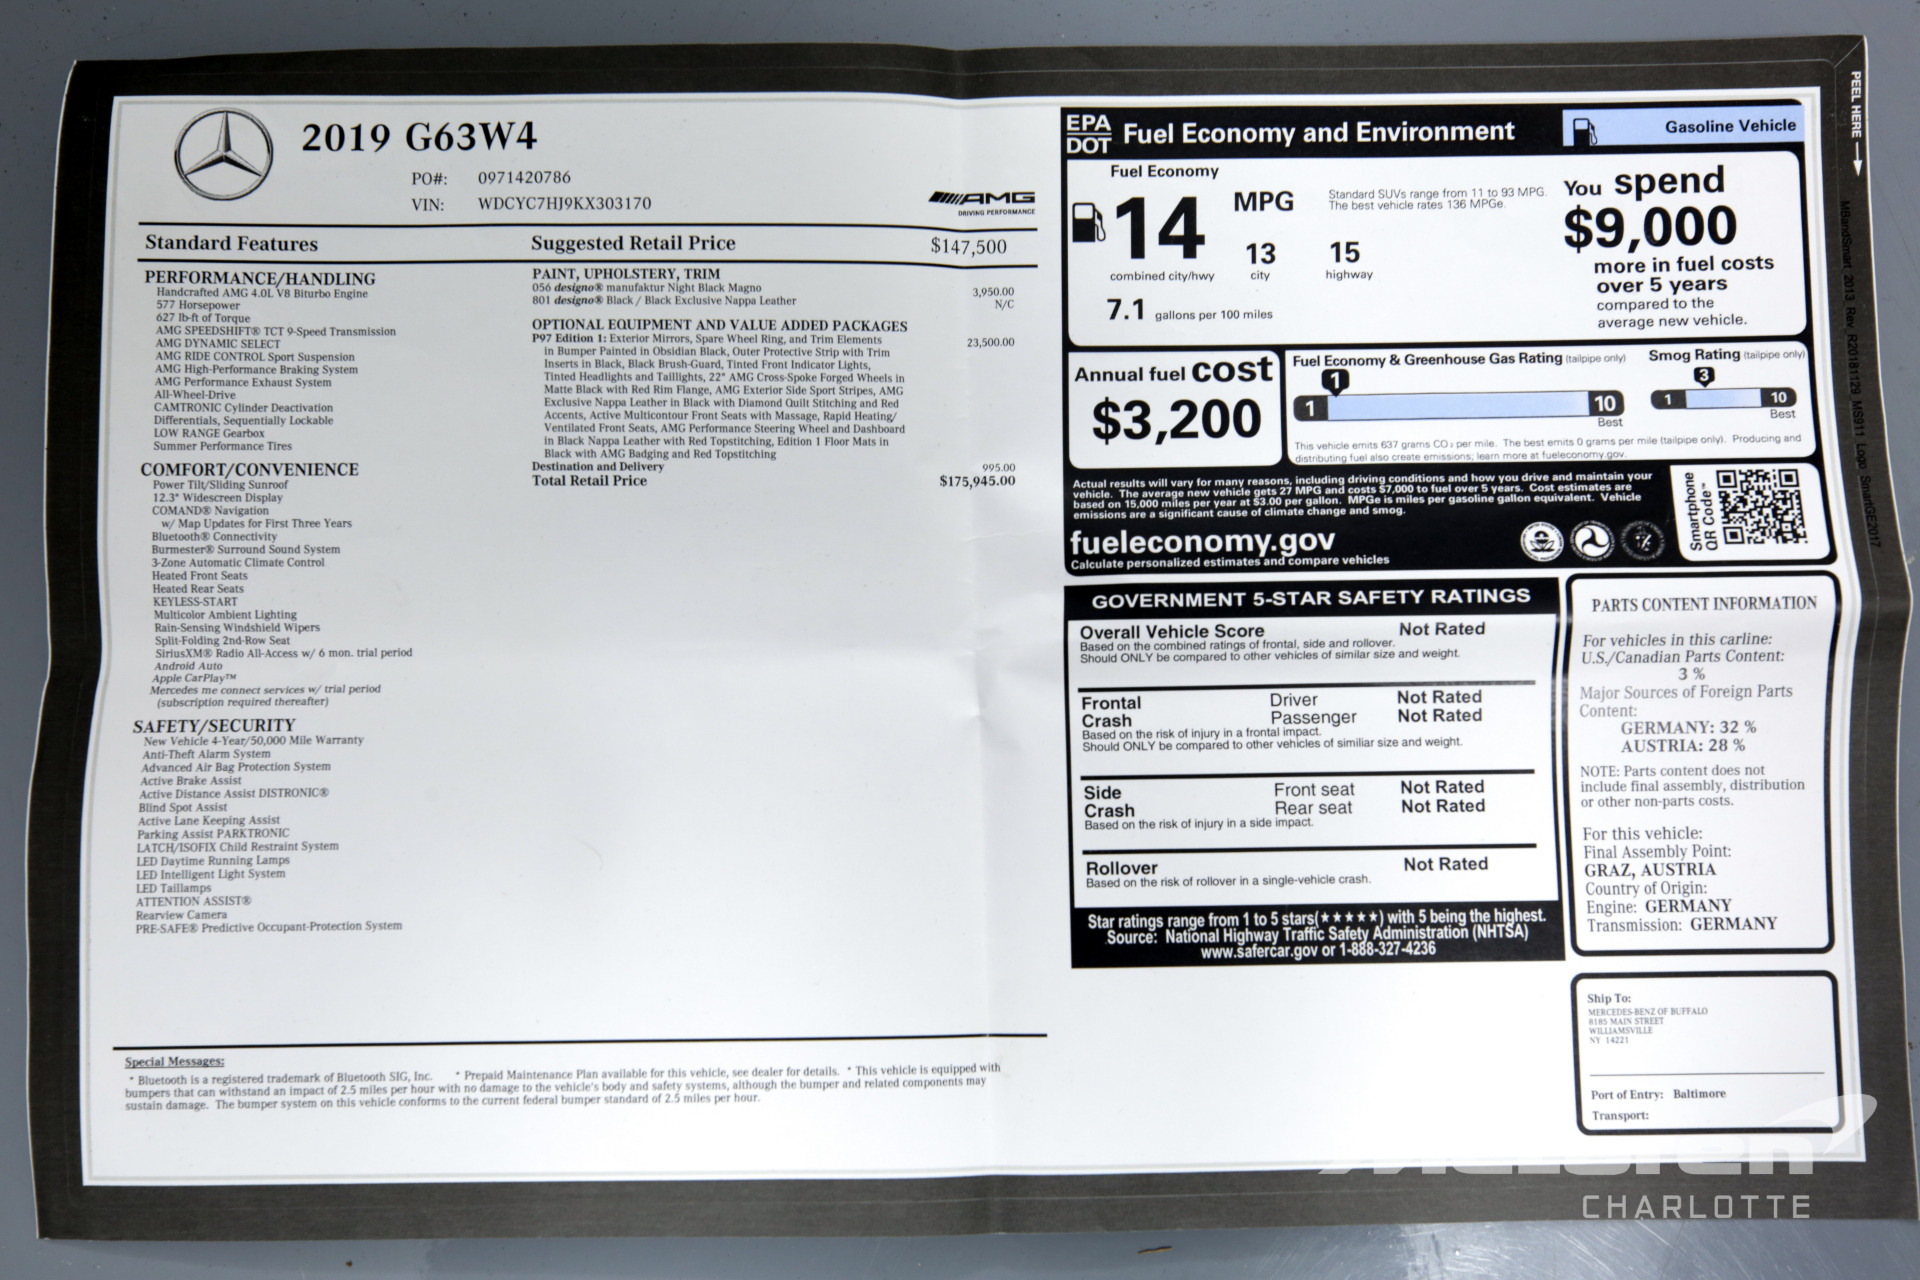 2019 G63W4
PO#: 0971420786
VIN: WDCYC7HJ9KX303170
AMG
DRIVING PERFORMANCE
Standard Features
Suggested Retail Price $147,500
PERFORMANCE/HANDLING
Handcrafted AMG 4.0L V8 Biturbo Engine
577 Horsepower
627 lb-ft of Torque
AMG SPEEDSHIFT® TCT 9-Speed Transmission
AMG DYNAMIC SELECT
AMG RIDE CONTROL Sport Suspension
AMG High-Performance Braking System
AMG Performance Exhaust System
All-Wheel-Drive
CAMTRONIC Cylinder Deactivation
Differentials, Sequentially Lockable
LOW RANGE Gearbox
Summer Performance Tires
COMFORT/CONVENIENCE
Power Tilt/Sliding Sunroof
12.3" Widescreen Display
COMAND® Navigation
w/ Map Updates for First Three Years
Bluetooth® Connectivity
Burmester® Surround Sound System
3-Zone Automatic Climate Control
Heated Front Seats
Heated Rear Seats
KEYLESS-START
Multicolor Ambient Lighting
Rain-Sensing Windshield Wipers
Split-Folding 2nd-Row Seat
SiriusXM® Radio All-Access w/ 6 mon. trial period
Android Auto
Apple CarPlay™
Mercedes me connect services w/ trial period
(subscription required thereafter)
SAFETY/SECURITY
New Vehicle 4-Year/50,000 Mile Warranty
Anti-Theft Alarm System
Advanced Air Bag Protection System
Active Brake Assist
Active Distance Assist DISTRONIC®
Blind Spot Assist
Active Lane Keeping Assist
Parking Assist PARKTRONIC
LATCH/ISOFIX Child Restraint System
LED Daytime Running Lamps
LED Intelligent Light System
LED Taillamps
ATTENTION ASSIST®
Rearview Camera
PRE-SAFE® Predictive Occupant-Protection System
PAINT, UPHOLSTERY, TRIM
056 designo® manufaktur Night Black Magno 3,950.00
801 designo® Black / Black Exclusive Nappa Leather N/C
OPTIONAL EQUIPMENT AND VALUE ADDED PACKAGES
P97 Edition 1: Exterior Mirrors, Spare Wheel Ring, and Trim Elements 23,500.00
in Bumper Painted in Obsidian Black, Outer Protective Strip with Trim
Inserts in Black, Black Brush-Guard, Tinted Front Indicator Lights,
Tinted Headlights and Taillights, 22" AMG Cross-Spoke Forged Wheels in
Matte Black with Red Rim Flange, AMG Exterior Side Sport Stripes, AMG
Exclusive Nappa Leather in Black with Diamond Quilt Stitching and Red
Accents, Active Multicontour Front Seats with Massage, Rapid Heating/
Ventilated Front Seats, AMG Performance Steering Wheel and Dashboard
in Black Nappa Leather with Red Topstitching, Edition 1 Floor Mats in
Black with AMG Badging and Red Topstitching
Destination and Delivery 995.00
Total Retail Price $175,945.00
Special Messages:
* Bluetooth is a registered trademark of Bluetooth SIG, Inc. * Prepaid Maintenance Plan available for this vehicle, see dealer for details. * This vehicle is equipped with
bumpers that can withstand an impact of 2.5 miles per hour with no damage to the vehicle's body and safety systems, although the bumper and related components may
sustain damage. The bumper system on this vehicle conforms to the current federal bumper standard of 2.5 miles per hour.
EPA
DOT
Fuel Economy and Environment
Gasoline Vehicle
Fuel Economy
14 MPG
combined city/hwy
13
city
15
highway
Standard SUVs range from 11 to 93 MPG.
The best vehicle rates 136 MPGe.
7.1 gallons per 100 miles
You spend
$9,000
more in fuel costs
over 5 years
compared to the
average new vehicle.
Annual fuel cost
$3,200
Fuel Economy & Greenhouse Gas Rating (tailpipe only)
1
1 10
Best
Smog Rating (tailpipe only)
3
1 10
Best
This vehicle emits 637 grams CO2 per mile. The best emits 0 grams per mile (tailpipe only). Producing and
distributing fuel also create emissions; learn more at fueleconomy.gov.
Actual results will vary for many reasons, including driving conditions and how you drive and maintain your
vehicle. The average new vehicle gets 27 MPG and costs $7,000 to fuel over 5 years. Cost estimates are
based on 15,000 miles per year at $3.00 per gallon. MPGe is miles per gasoline gallon equivalent. Vehicle
emissions are a significant cause of climate change and smog.
fueleconomy.gov
Calculate personalized estimates and compare vehicles
Smartphone
QR Code™
GOVERNMENT 5-STAR SAFETY RATINGS
Overall Vehicle Score Not Rated
Based on the combined ratings of frontal, side and rollover.
Should ONLY be compared to other vehicles of similar size and weight.
Frontal Driver Not Rated
Crash Passenger Not Rated
Based on the risk of injury in a frontal impact.
Should ONLY be compared to other vehicles of similiar size and weight.
Side Front seat Not Rated
Crash Rear seat Not Rated
Based on the risk of injury in a side impact.
Rollover Not Rated
Based on the risk of rollover in a single-vehicle crash.
Star ratings range from 1 to 5 stars(★★★★★) with 5 being the highest.
Source: National Highway Traffic Safety Administration (NHTSA)
www.safercar.gov or 1-888-327-4236
PARTS CONTENT INFORMATION
For vehicles in this carline:
U.S./Canadian Parts Content:
3 %
Major Sources of Foreign Parts
Content:
GERMANY: 32 %
AUSTRIA: 28 %
NOTE: Parts content does not
include final assembly, distribution
or other non-parts costs.
For this vehicle:
Final Assembly Point:
GRAZ, AUSTRIA
Country of Origin:
Engine: GERMANY
Transmission: GERMANY
Ship To:
MERCEDES-BENZ OF BUFFALO
8185 MAIN STREET
WILLIAMSVILLE
NY 14221
Port of Entry: Baltimore
Transport:
PEEL HERE
MBandSmart_2013_Rev_R20181129_MS911_Logo_SmartGE2017
McLaren
CHARLOTTE